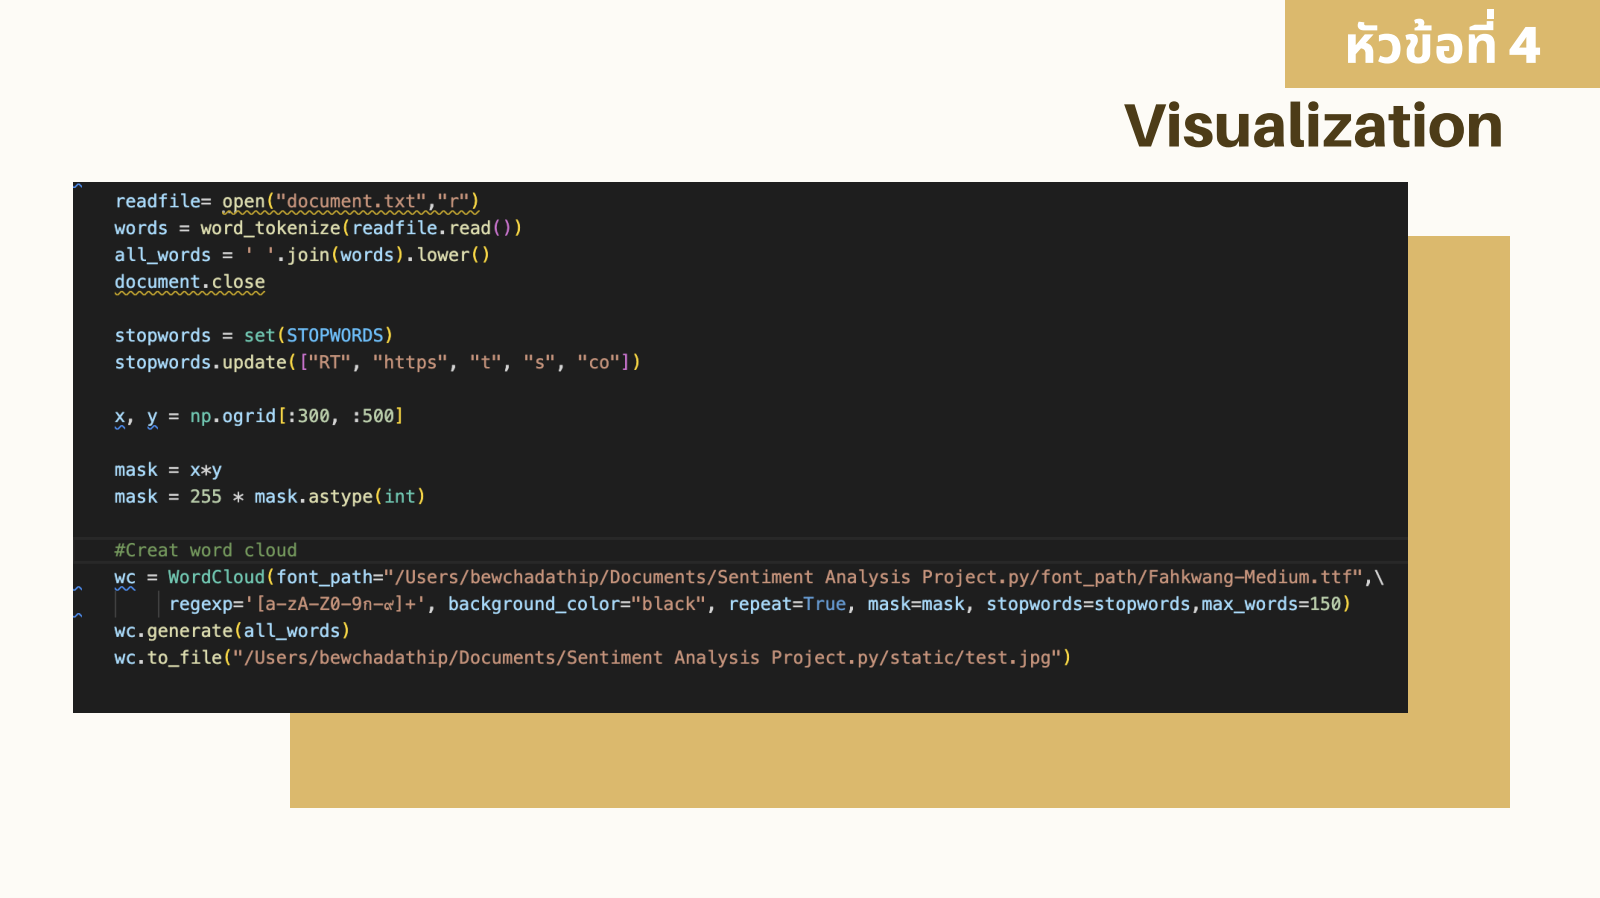 หัวข้อที่ 4
Visualization
readfile= open("document.txt","r")
words = word_tokenize(readfile.read())
all_words = ' '.join(words).lower()
document.close
stopwords = set(STOPWORDS)
stopwords.update(["RT", "https", "t", "s", "co"])
x, y = np.ogrid[:300, :500]
mask = x*y
mask = 255 * mask.astype(int)
#Creat word cloud
wc = WordCloud(font_path="/Users/bewchadathip/Documents/Sentiment Analysis Project.py/font_path/Fahkwang-Medium.ttf",\
regexp='[a-zA-Z0-9ก-๙]+', background_color="black", repeat=True, mask=mask, stopwords=stopwords,max_words=150)
wc.generate(all_words)
wc.to_file("/Users/bewchadathip/Documents/Sentiment Analysis Project.py/static/test.jpg")